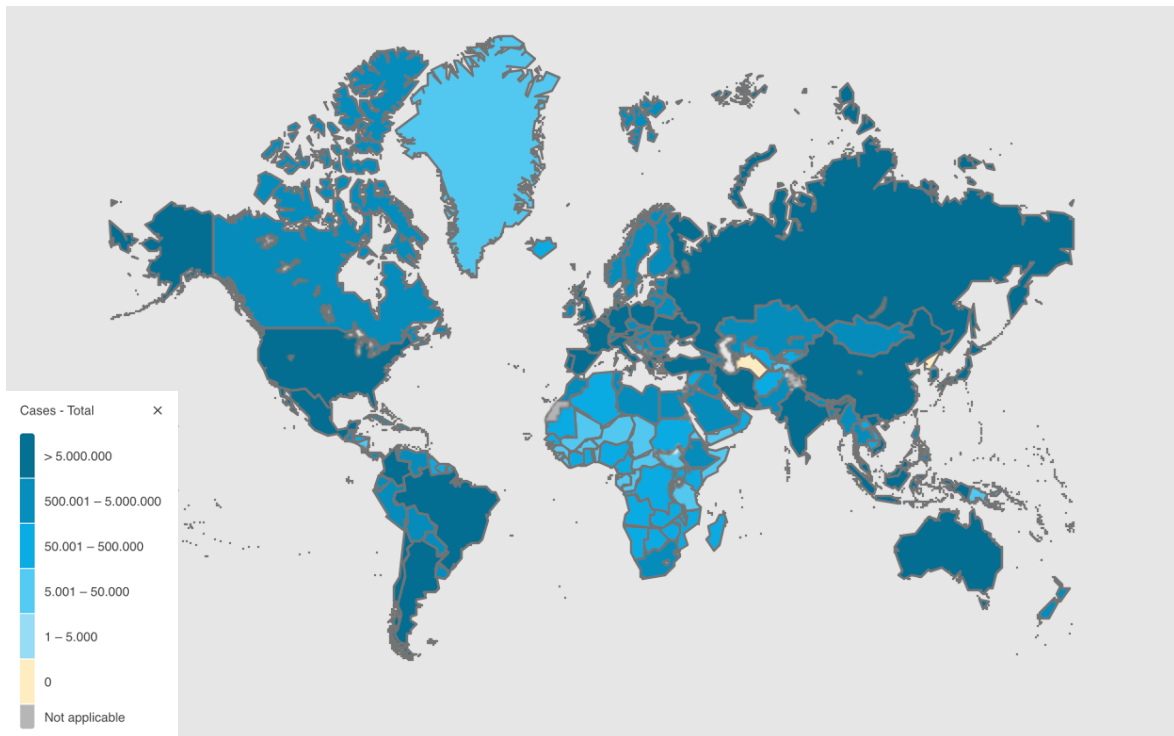 Cases - Total ✕
> 5.000.000
500.001 – 5.000.000
50.001 – 500.000
5.001 – 50.000
1 – 5.000
0
Not applicable